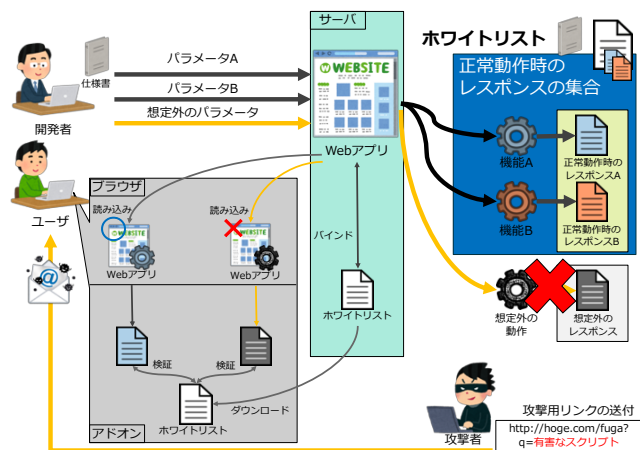 サーバ
仕様書
開発者
パラメータA
パラメータB
想定外のパラメータ
WEBSITE
Webアプリ
ホワイトリスト
正常動作時の
レスポンスの集合
機能A
正常動作時の
レスポンスA
機能B
正常動作時の
レスポンスB
想定外の
動作
想定外の
レスポンス
ユーザ
@
ブラウザ
読み込み
読み込み
WEBSITE
WEBSITE
Webアプリ
Webアプリ
バインド
ホワイトリスト
検証
検証
ホワイトリスト
ダウンロード
アドオン
攻撃者
攻撃用リンクの送付
http://hoge.com/fuga?
q=有害なスクリプト